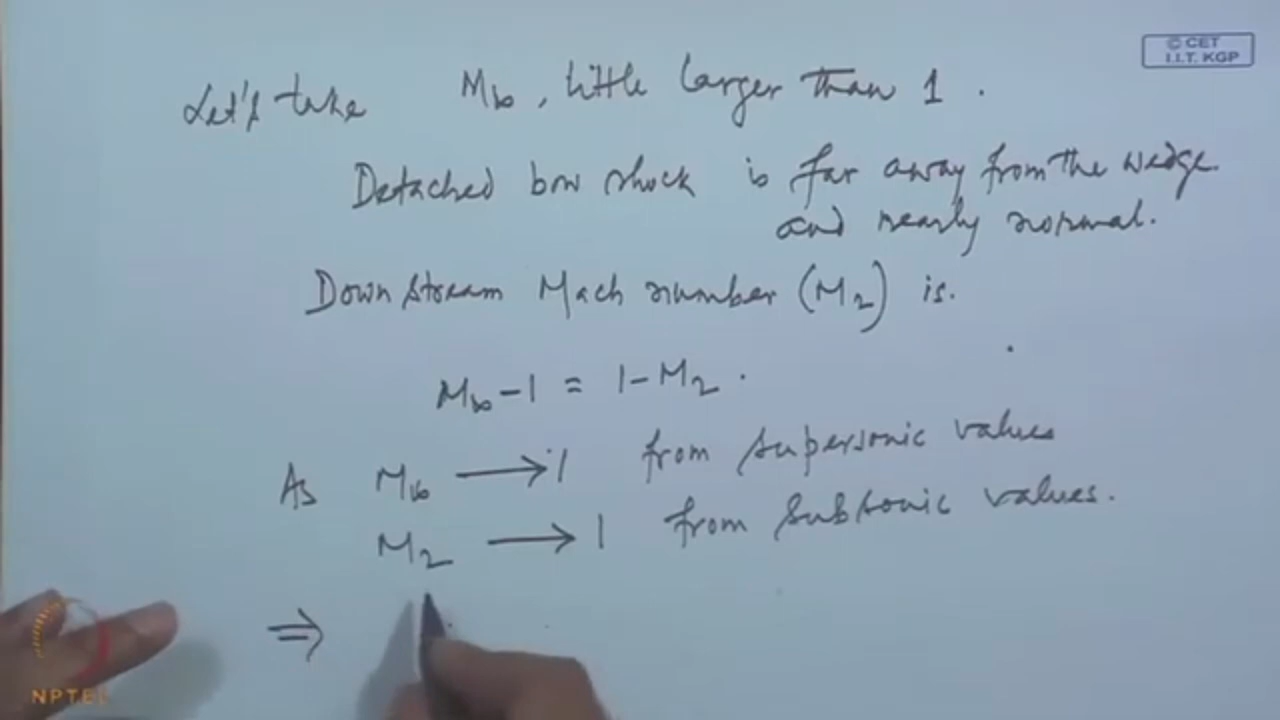 © CET
I.I.T. KGP
Let's take M∞, little larger than 1.
Detached bow shock is far away from the wedge
and nearly normal.
Downstream Mach number (M₂) is.
M∞-1 = 1-M₂.
As M∞ → 1 from supersonic values
M₂ → 1 from subsonic values.
⇒
NPTEL